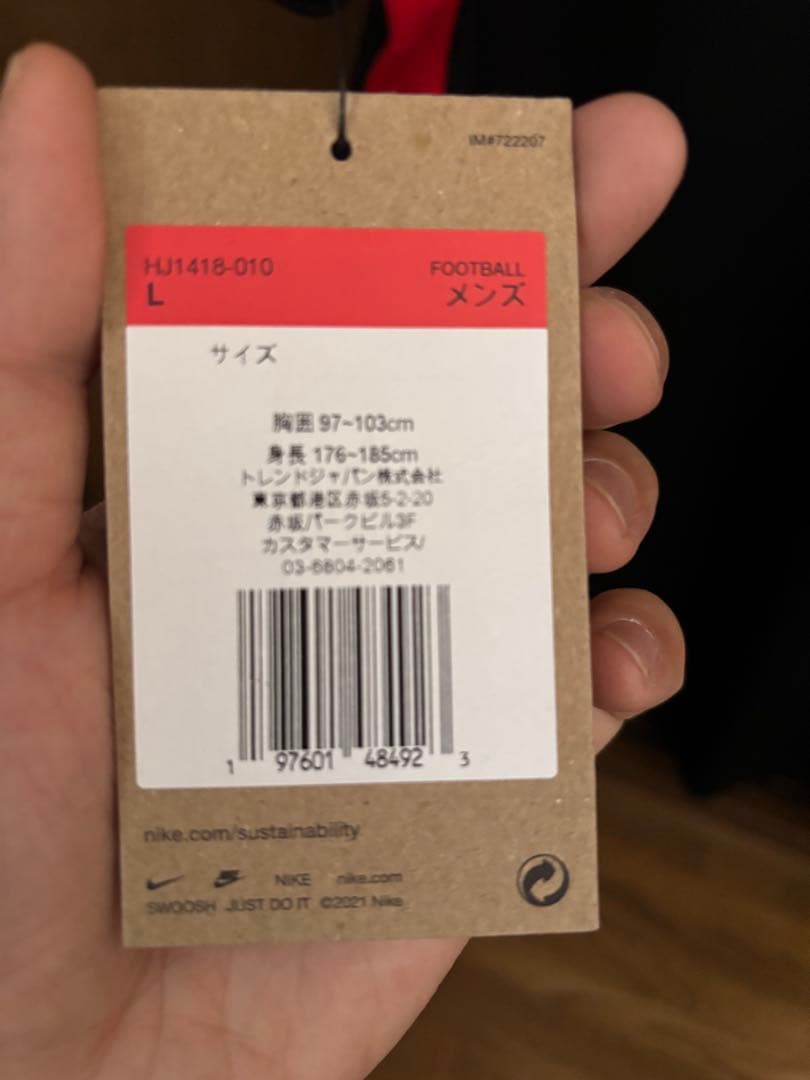 IM#722207
HJ1418-010 FOOTBALL
L メンズ
サイズ
胸囲 97~103cm
身長 176~185cm
トレンドジャパン株式会社
東京都港区赤坂5-2-20
赤坂パークビル3F
カスタマーサービス/
03-6804-2061
1 97601 48492 3
nike.com/sustainability
NIKE nike.com
SWOOSH JUST DO IT ©2021 Nike